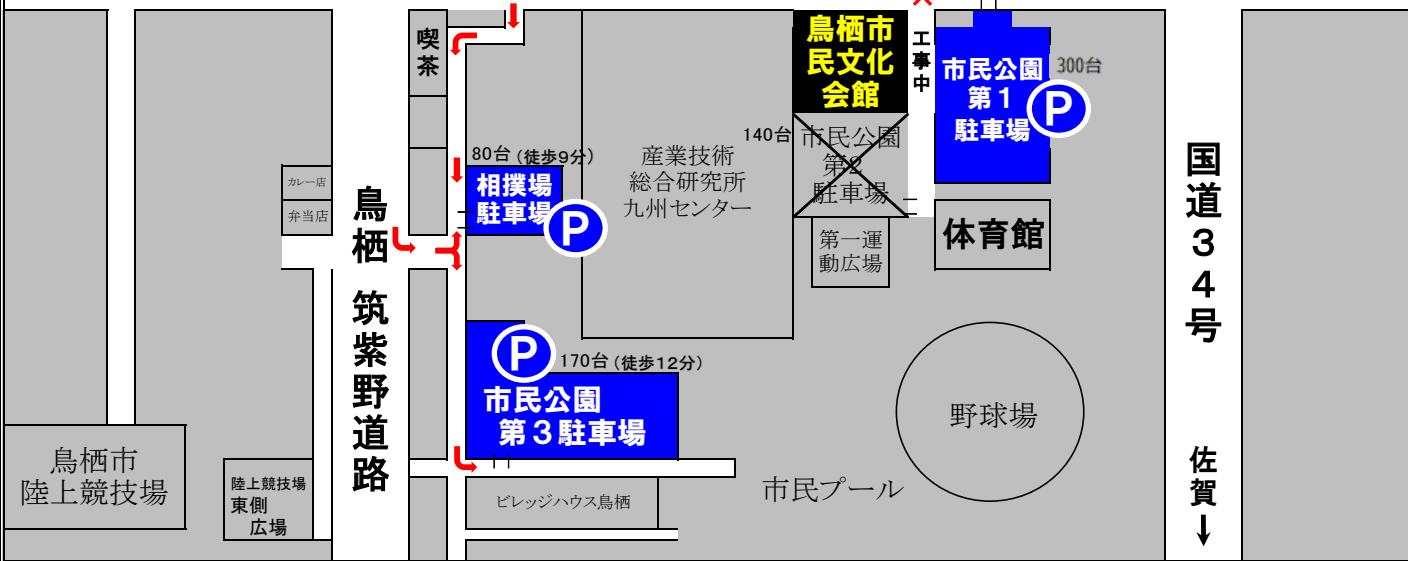 喫茶
鳥栖市
民文化
会館
工事中
市民公園
第1
駐車場
P
300台
140台
市民公園
第2
駐車場
80台 (徒歩9分)
相撲場
駐車場
P
産業技術
総合研究所
九州センター
カレー店
弁当店
鳥栖 筑紫野道路
国道34号
第一運
動広場
体育館
P
170台 (徒歩12分)
市民公園
第3駐車場
野球場
鳥栖市
陸上競技場
陸上競技場
東側
広場
ビレッジハウス鳥栖
市民プール
佐賀↓